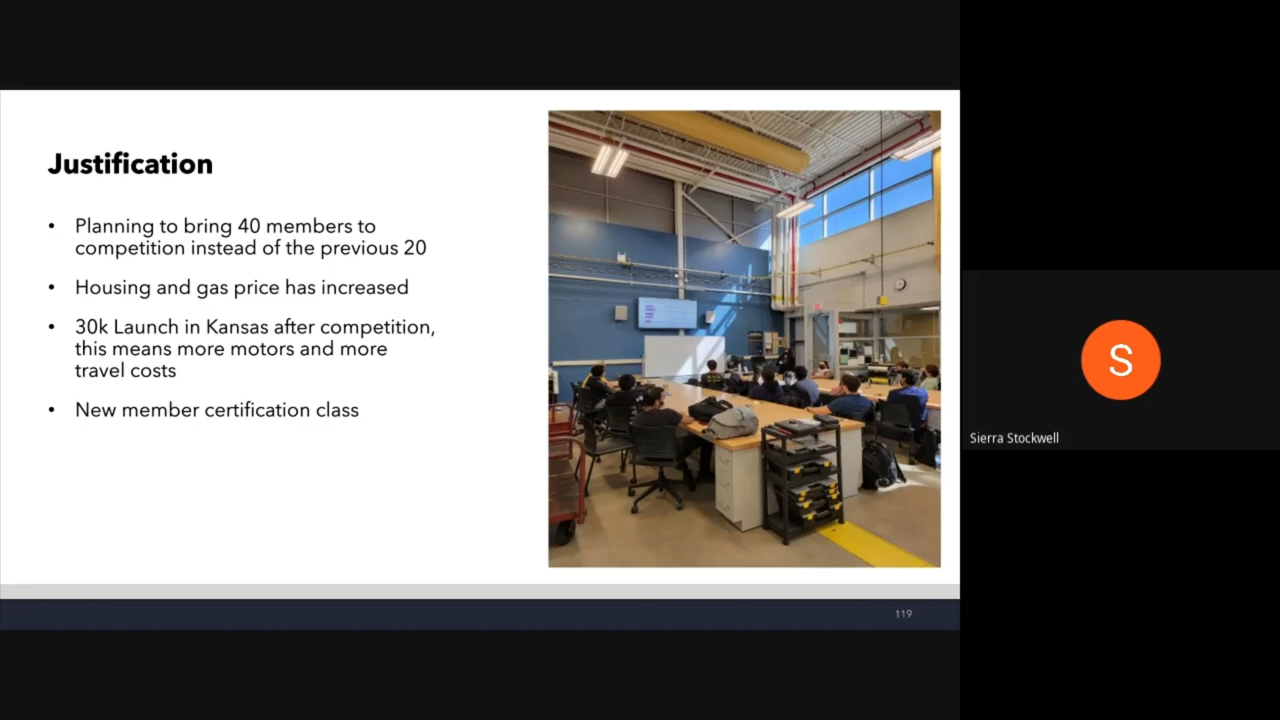 Justification
• Planning to bring 40 members to
competition instead of the previous 20
• Housing and gas price has increased
• 30k Launch in Kansas after competition,
this means more motors and more
travel costs
• New member certification class
119
S
Sierra Stockwell